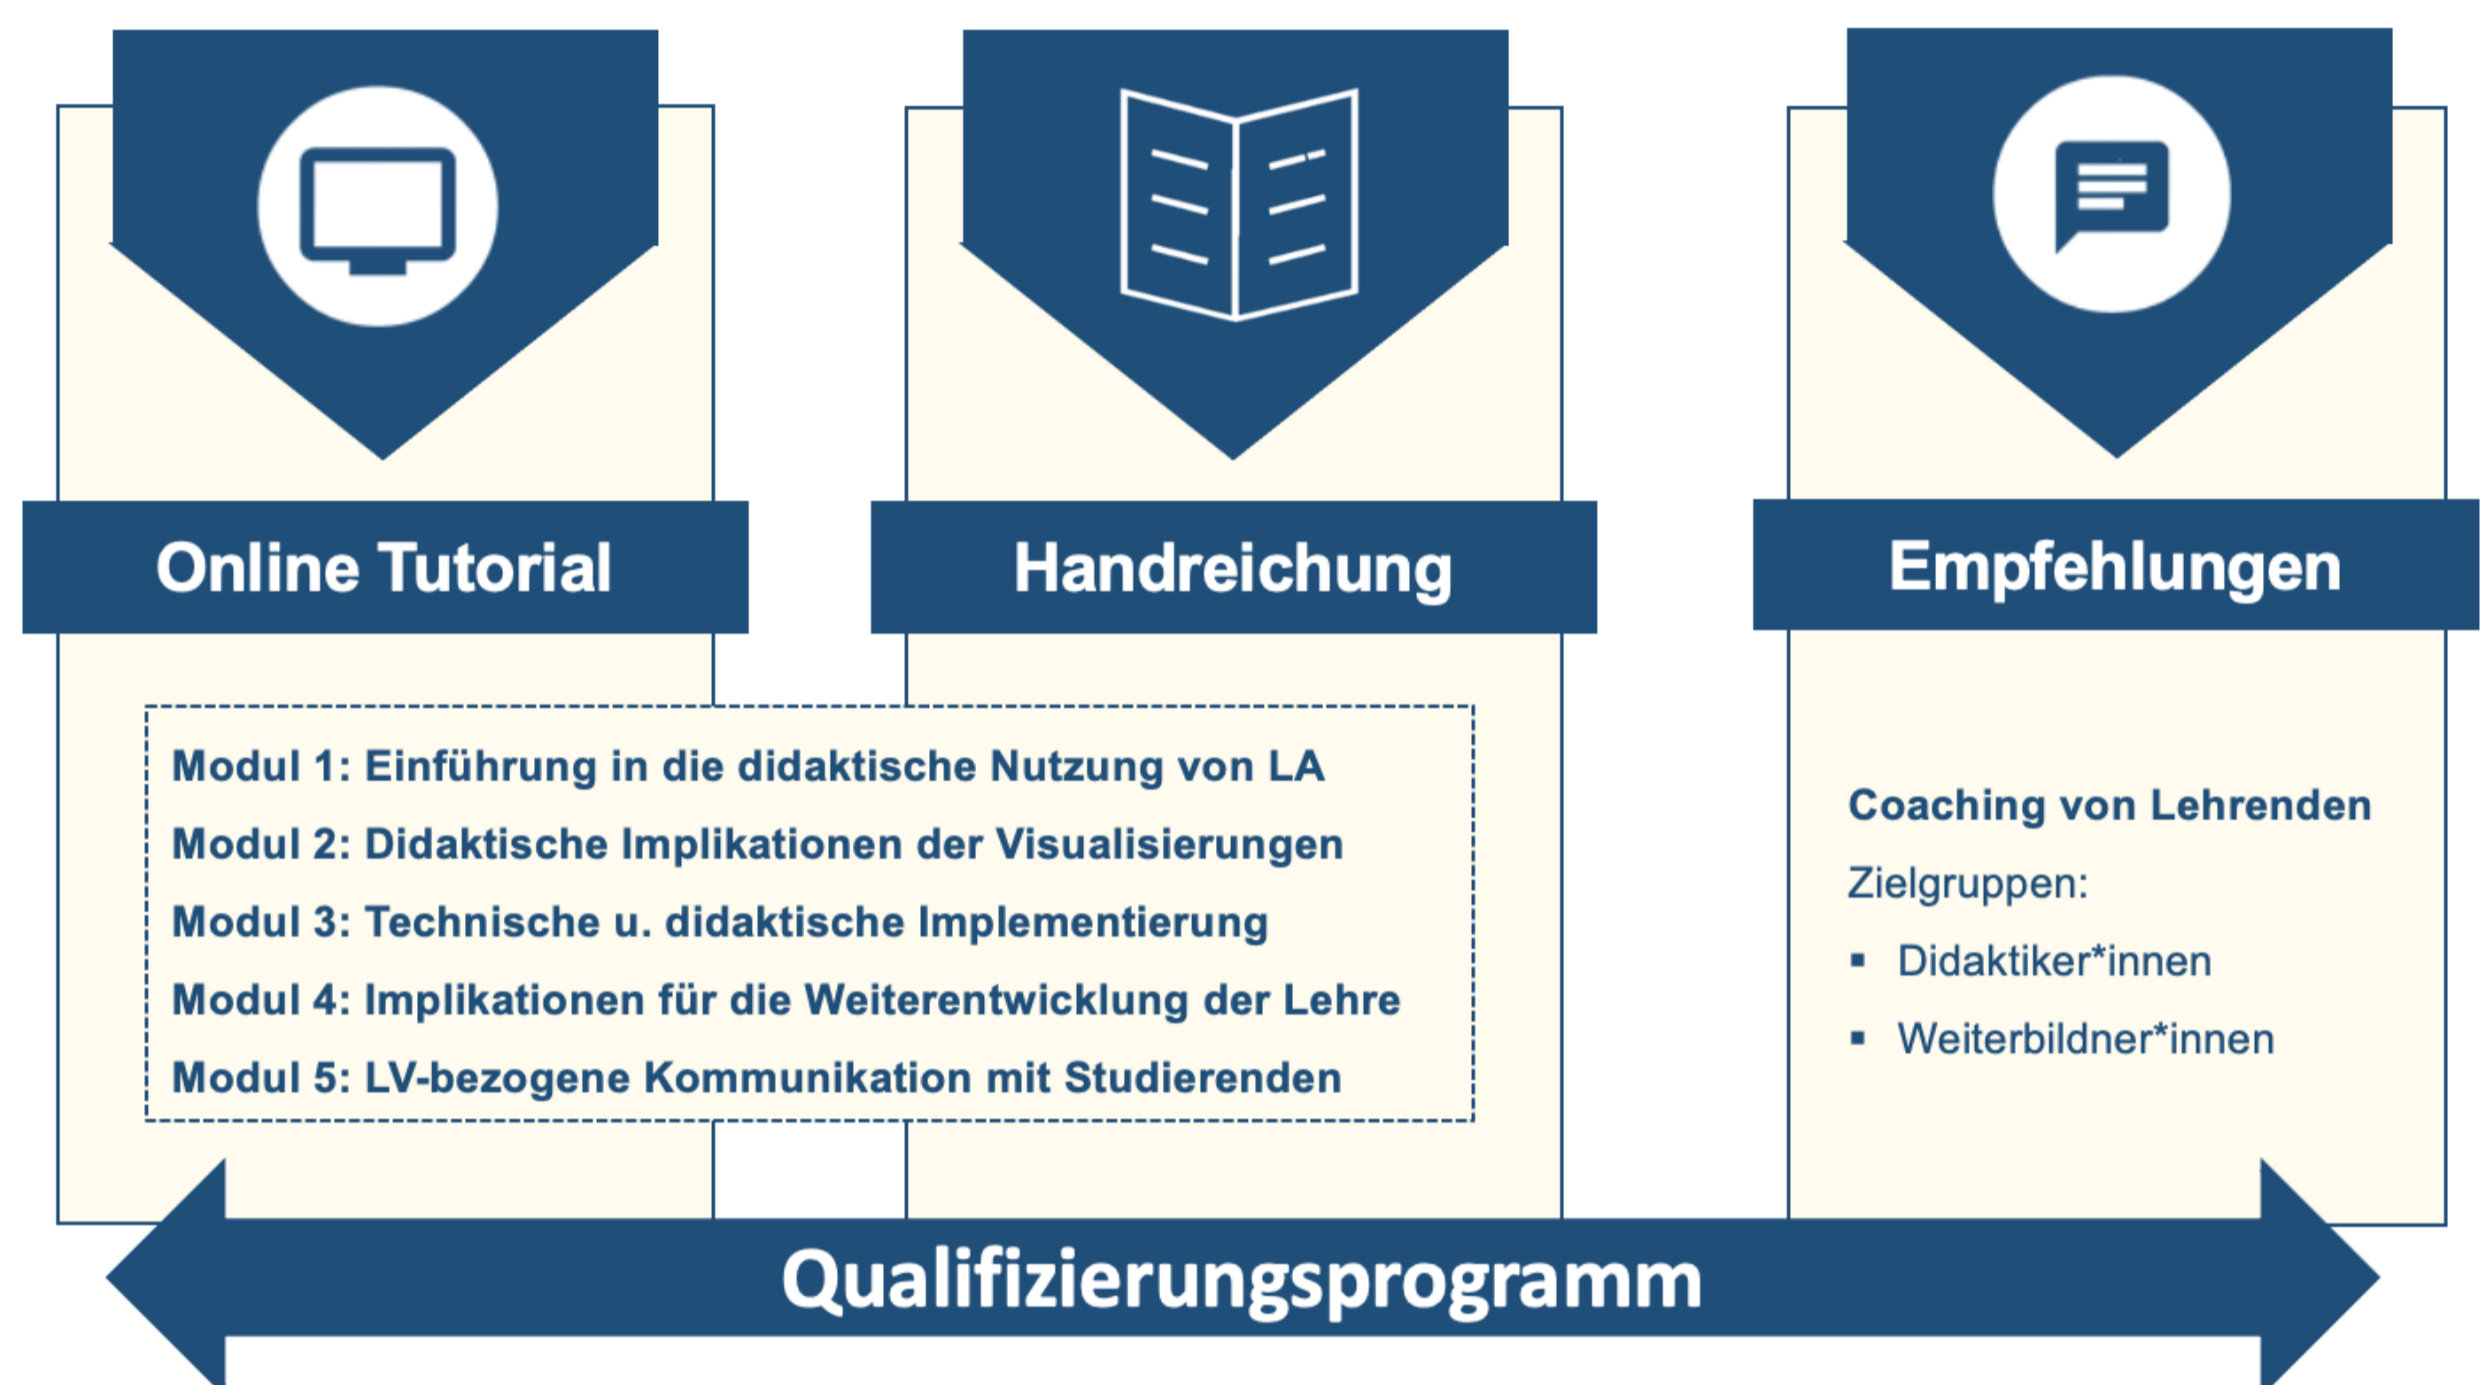 Online Tutorial
Handreichung
Empfehlungen
Modul 1: Einführung in die didaktische Nutzung von LA
Modul 2: Didaktische Implikationen der Visualisierungen
Modul 3: Technische u. didaktische Implementierung
Modul 4: Implikationen für die Weiterentwicklung der Lehre
Modul 5: LV-bezogene Kommunikation mit Studierenden
Coaching von Lehrenden
Zielgruppen:
▪ Didaktiker*innen
▪ Weiterbildner*innen
Qualifizierungsprogramm